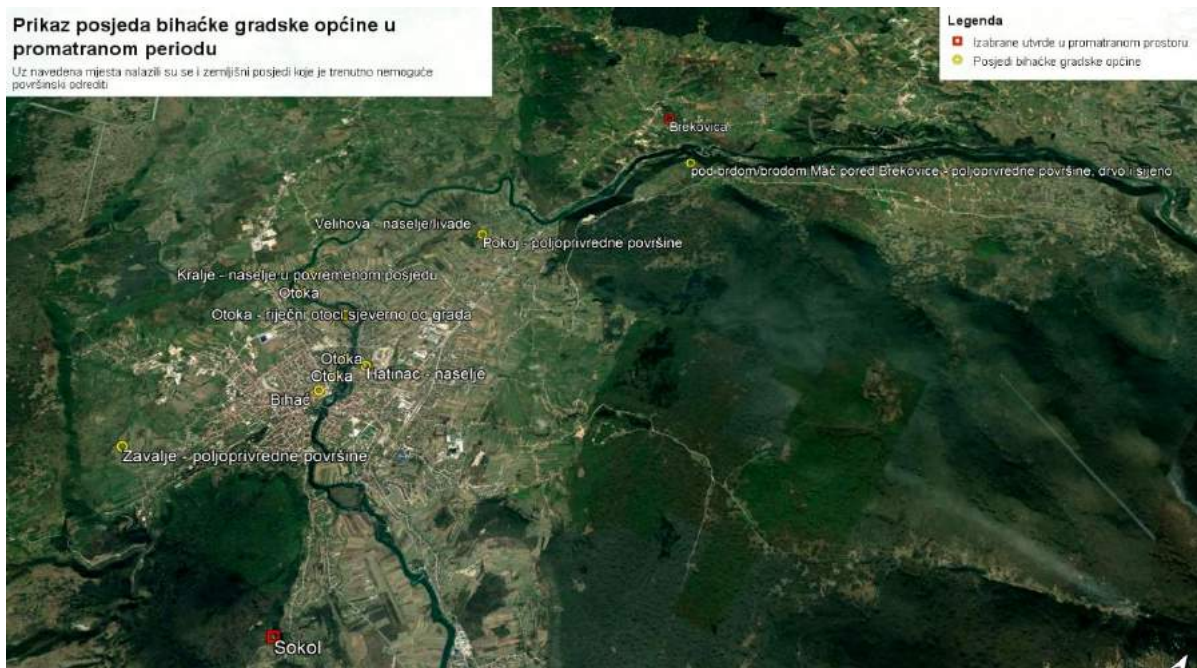 Prikaz posjeda bihaćke gradske općine u
promatranom periodu
Uz navedena mjesta nalazili su se i zemljišni posjedi koje je trenutno nemoguće
površinski odrediti
Legenda
Izabrane utvrde u promatranom prostoru
Posjedi bihaćke gradske općine
Brekovica
pod brdom/brodom Mač pored Brekovice - poljoprvredne površine, drvo i sijeno
Velihova - naselje/livade
Pokoj - poljoprivredne površine
Kralje - naselje u povremenom posjedu
Otoka
Otoka - riječni otoci sjeverno od grada
Otoka
Hatinac - naselje
Otoka
Bihać
Zavalje - poljoprivredne površine
Sokol